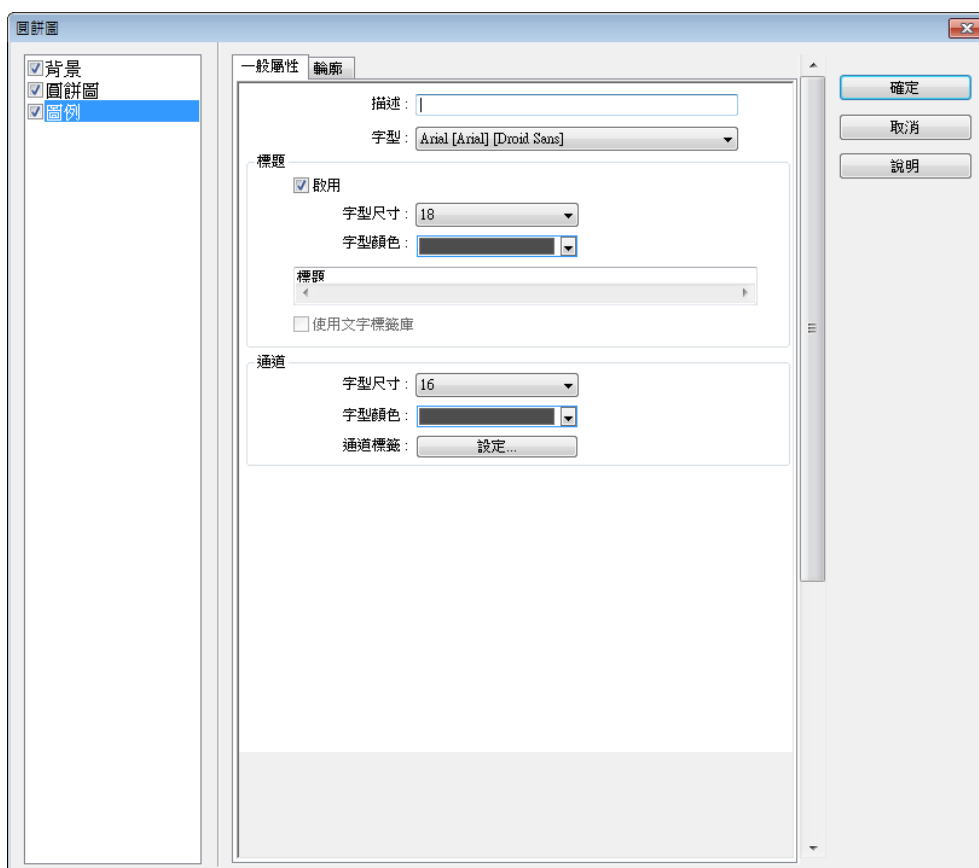 圓餅圖
背景
圓餅圖
圖例
一般屬性 輪廓
描述 :
字型 : Arial [Arial] [Droid Sans]
標題
啟用
字型尺寸 : 18
字型顏色 :
標題
使用文字標籤庫
通道
字型尺寸 : 16
字型顏色 :
通道標籤 : 設定...
確定
取消
說明